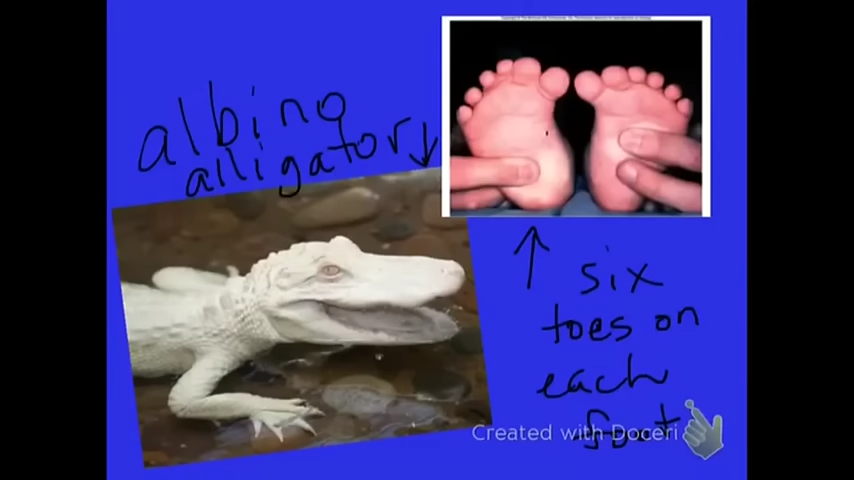 albino
alligator
six
toes on
each
foot
Created with Doceri